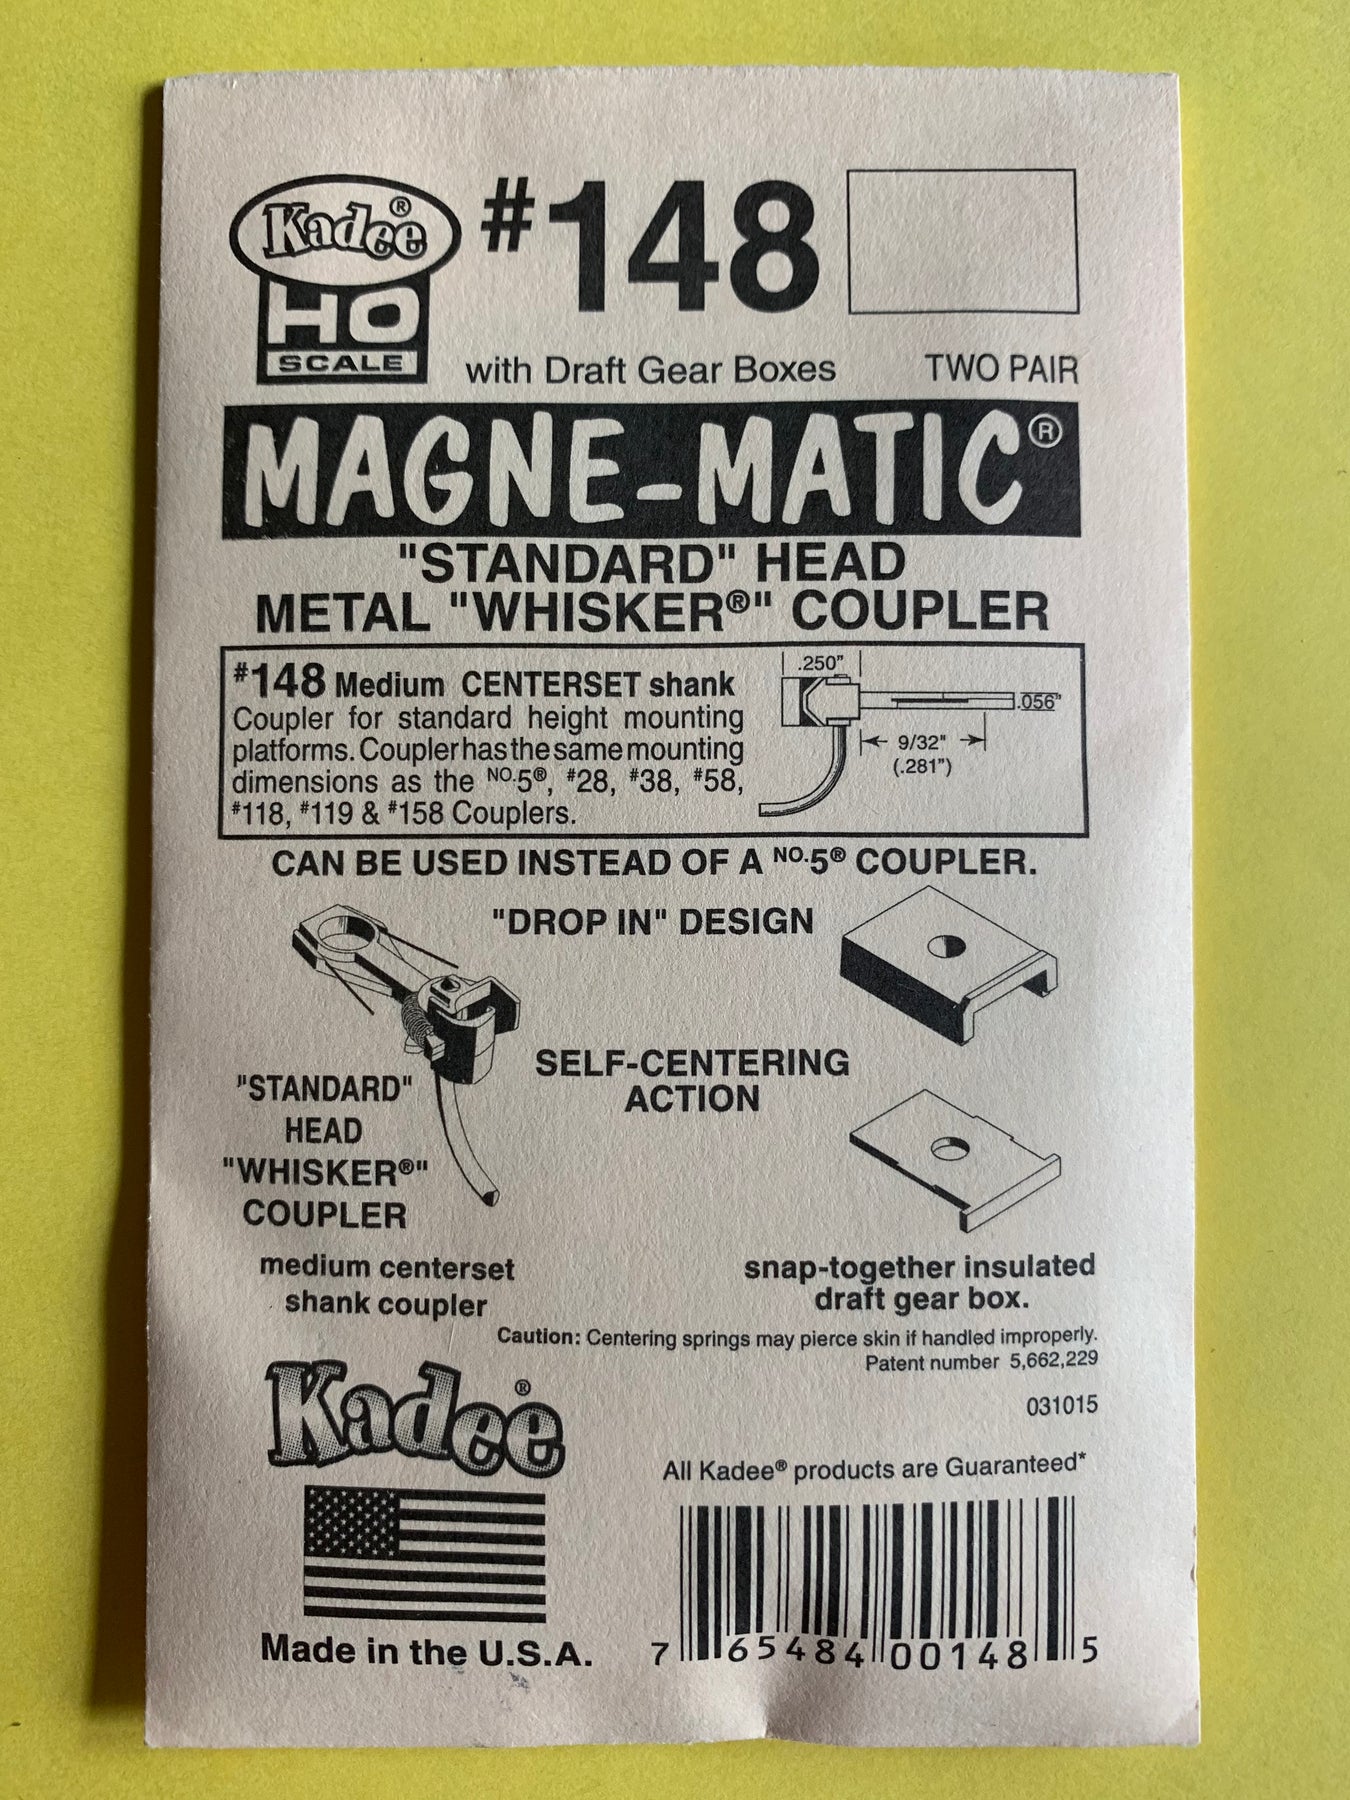 Kadee®
HO
SCALE
#148
with Draft Gear Boxes
TWO PAIR
MAGNE-MATIC®
"STANDARD" HEAD
METAL "WHISKER®" COUPLER
#148 Medium CENTERSET shank
Coupler for standard height mounting
platforms. Coupler has the same mounting
dimensions as the NO.5®, #28, #38, #58,
#118, #119 & #158 Couplers.
.250"
.056"
9/32"
(.281")
CAN BE USED INSTEAD OF A NO.5® COUPLER.
"DROP IN" DESIGN
SELF-CENTERING
ACTION
"STANDARD"
HEAD
"WHISKER®"
COUPLER
medium centerset
shank coupler
snap-together insulated
draft gear box.
Caution: Centering springs may pierce skin if handled improperly.
Patent number 5,662,229
031015
Kadee®
All Kadee® products are Guaranteed*
Made in the U.S.A.
7 65484 00148 5